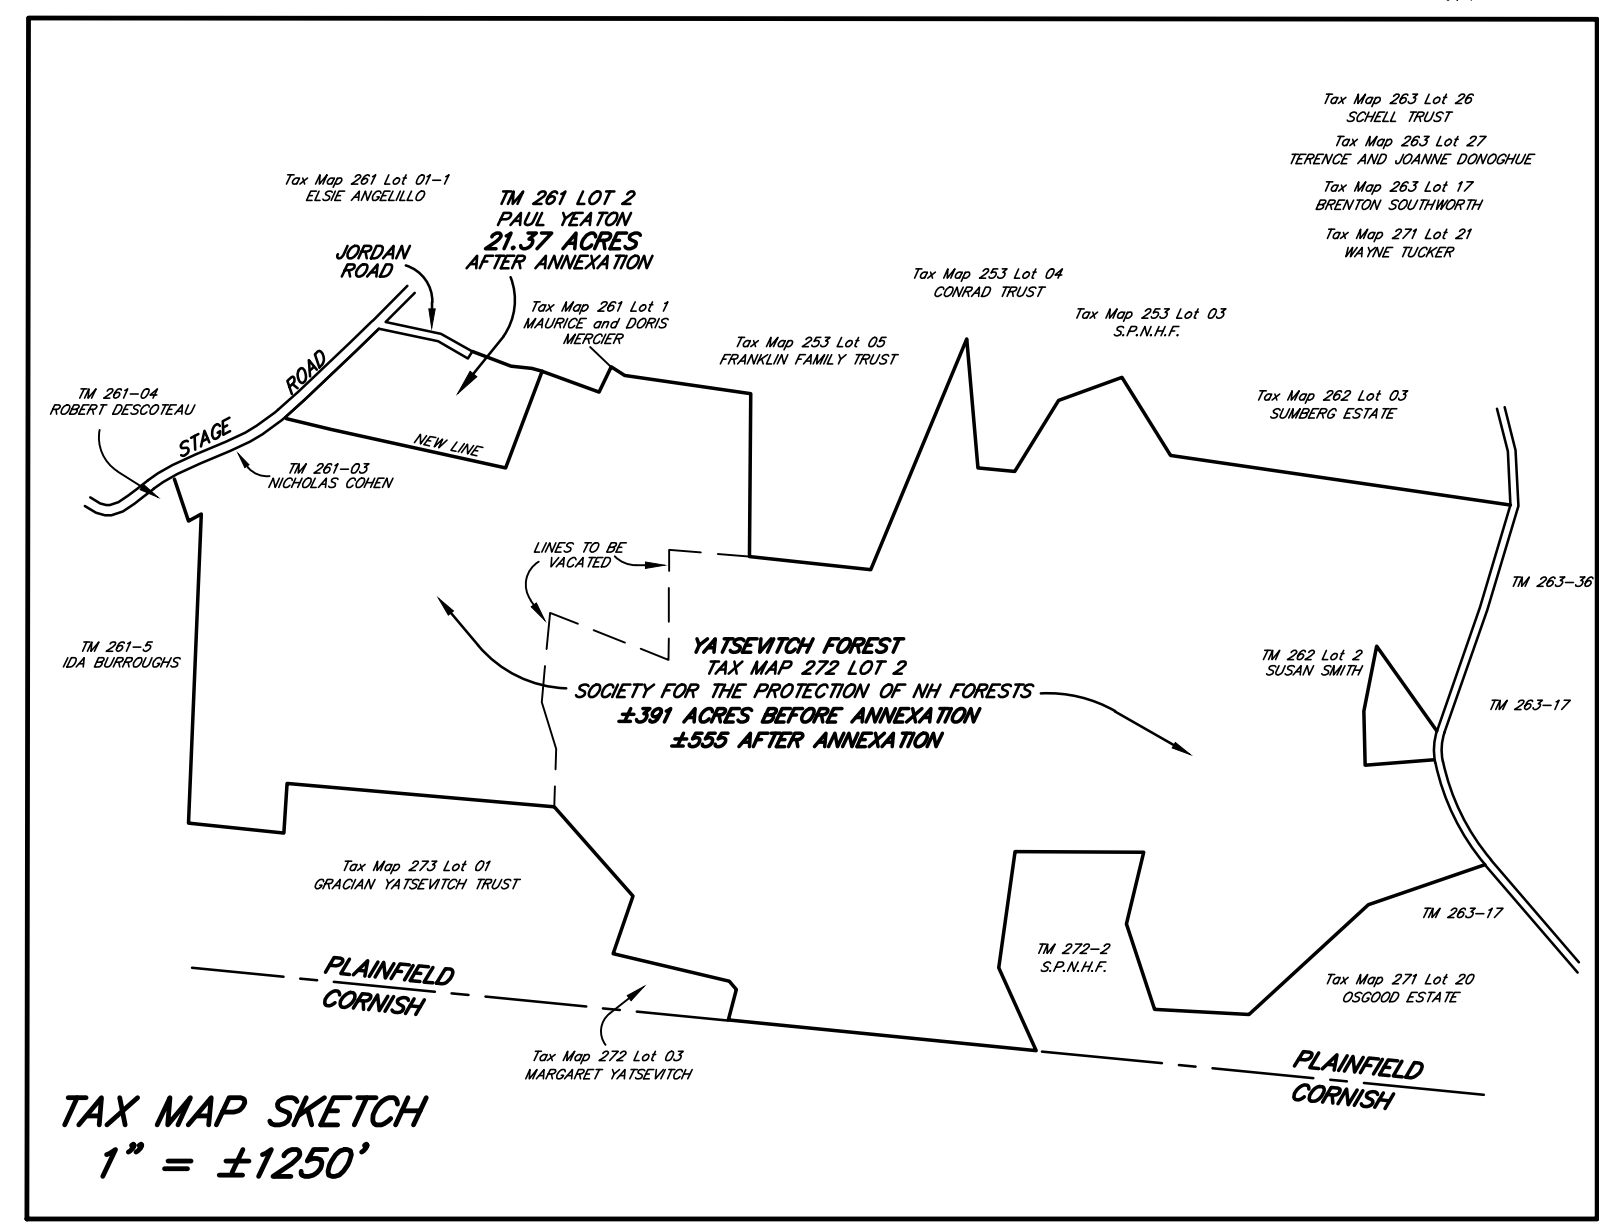 Tax Map 263 Lot 26
SCHELL TRUST
Tax Map 263 Lot 27
TERENCE AND JOANNE DONOGHUE
Tax Map 263 Lot 17
BRENTON SOUTHWORTH
Tax Map 271 Lot 21
WAYNE TUCKER
Tax Map 261 Lot 01-1
ELSIE ANGELILLO
TM 261 LOT 2
PAUL YEATON
21.37 ACRES
AFTER ANNEXATION
JORDAN
ROAD
Tax Map 261 Lot 1
MAURICE and DORIS
MERCIER
Tax Map 253 Lot 05
FRANKLIN FAMILY TRUST
Tax Map 253 Lot 04
CONRAD TRUST
Tax Map 253 Lot 03
S.P.N.H.F.
Tax Map 262 Lot 03
SUMBERG ESTATE
TM 261-04
ROBERT DESCOTEAU
STAGE ROAD
NEW LINE
TM 261-03
NICHOLAS COHEN
LINES TO BE
VACATED
TM 263-36
TM 261-5
IDA BURROUGHS
YATSEVITCH FOREST
TAX MAP 272 LOT 2
SOCIETY FOR THE PROTECTION OF NH FORESTS
±391 ACRES BEFORE ANNEXATION
±555 AFTER ANNEXATION
TM 262 Lot 2
SUSAN SMITH
TM 263-17
Tax Map 273 Lot 01
GRACIAN YATSEVITCH TRUST
TM 263-17
TM 272-2
S.P.N.H.F.
Tax Map 271 Lot 20
OSGOOD ESTATE
PLAINFIELD
CORNISH
Tax Map 272 Lot 03
MARGARET YATSEVITCH
PLAINFIELD
CORNISH
TAX MAP SKETCH
1" = ±1250'